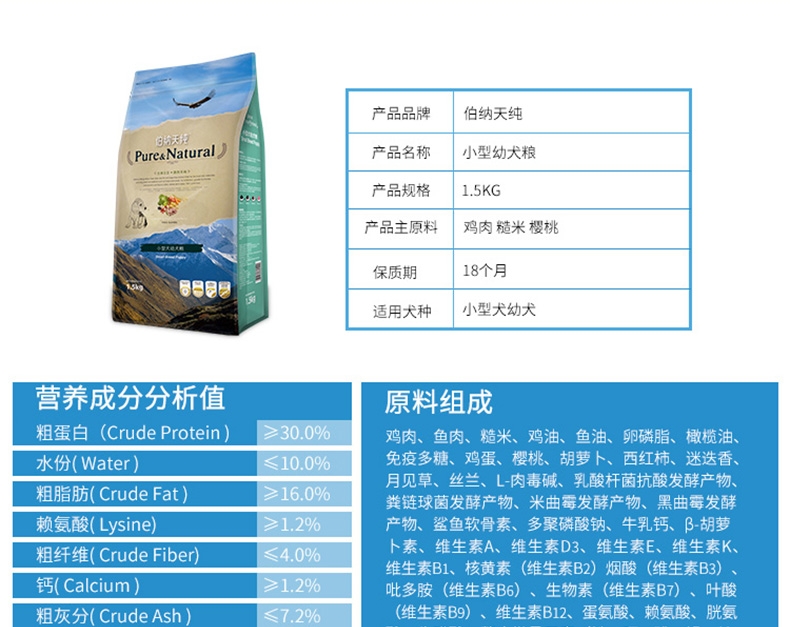 伯纳天纯
Pure&Natural
小型犬幼犬粮
1.5kg
1.5kg
产品品牌 伯纳天纯
产品名称 小型幼犬粮
产品规格 1.5KG
产品主原料 鸡肉 糙米 樱桃
保质期 18个月
适用犬种 小型犬幼犬
营养成分分析值
粗蛋白（Crude Protein ) ≥30.0%
水份( Water ) ≤10.0%
粗脂肪( Crude Fat ) ≥16.0%
赖氨酸( Lysine) ≥1.2%
粗纤维( Crude Fiber) ≤4.0%
钙( Calcium ) ≥1.2%
粗灰分( Crude Ash ) ≤7.2%
原料组成
鸡肉、鱼肉、糙米、鸡油、鱼油、卵磷脂、橄榄油、
免疫多糖、鸡蛋、樱桃、胡萝卜、西红柿、迷迭香、
月见草、丝兰、L-肉毒碱、乳酸杆菌抗酸发酵产物、
粪链球菌发酵产物、米曲霉发酵产物、黑曲霉发酵
产物、鲨鱼软骨素、多聚磷酸钠、牛乳钙、β-胡萝
卜素、维生素A、维生素D3、维生素E、维生素K、
维生素B1、核黄素（维生素B2）烟酸（维生素B3）、
吡多胺（维生素B6）、生物素（维生素B7）、叶酸
（维生素B9）、维生素B12、蛋氨酸、赖氨酸、胱氨